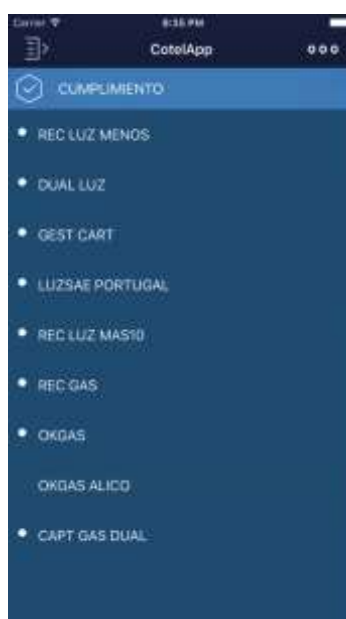 Carrier 8:35 PM
CotelApp
CUMPLIMIENTO
REC LUZ MENOS
DUAL LUZ
GEST CART
LUZSAE PORTUGAL
REC LUZ MAS10
REC GAS
OKGAS
OKGAS ALICO
CAPT GAS DUAL